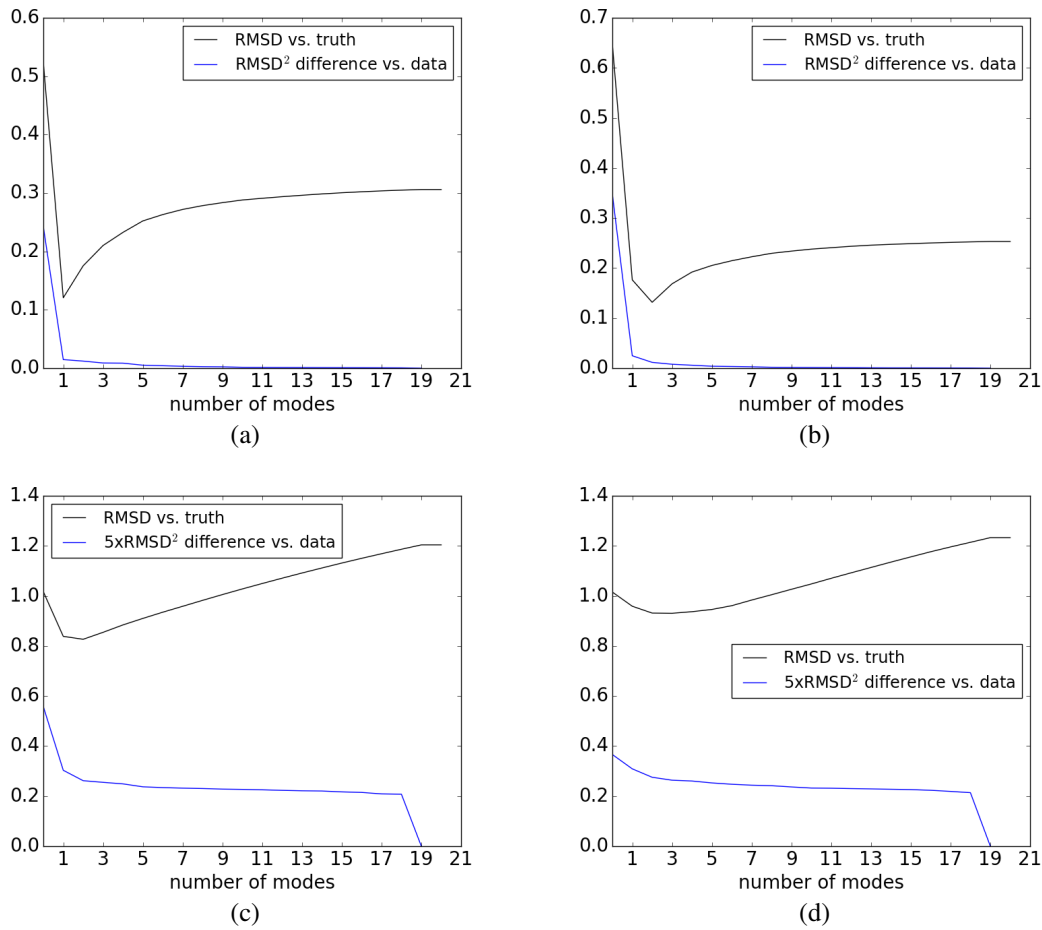 0.6
0.5
0.4
0.3
0.2
0.1
0.0
RMSD vs. truth
RMSD² difference vs. data
1 3 5 7 9 11 13 15 17 19 21
number of modes
(a)
0.7
0.6
0.5
0.4
0.3
0.2
0.1
0.0
RMSD vs. truth
RMSD² difference vs. data
1 3 5 7 9 11 13 15 17 19 21
number of modes
(b)
1.4
1.2
1.0
0.8
0.6
0.4
0.2
0.0
RMSD vs. truth
5xRMSD² difference vs. data
1 3 5 7 9 11 13 15 17 19 21
number of modes
(c)
1.4
1.2
1.0
0.8
0.6
0.4
0.2
0.0
RMSD vs. truth
5xRMSD² difference vs. data
1 3 5 7 9 11 13 15 17 19 21
number of modes
(d)